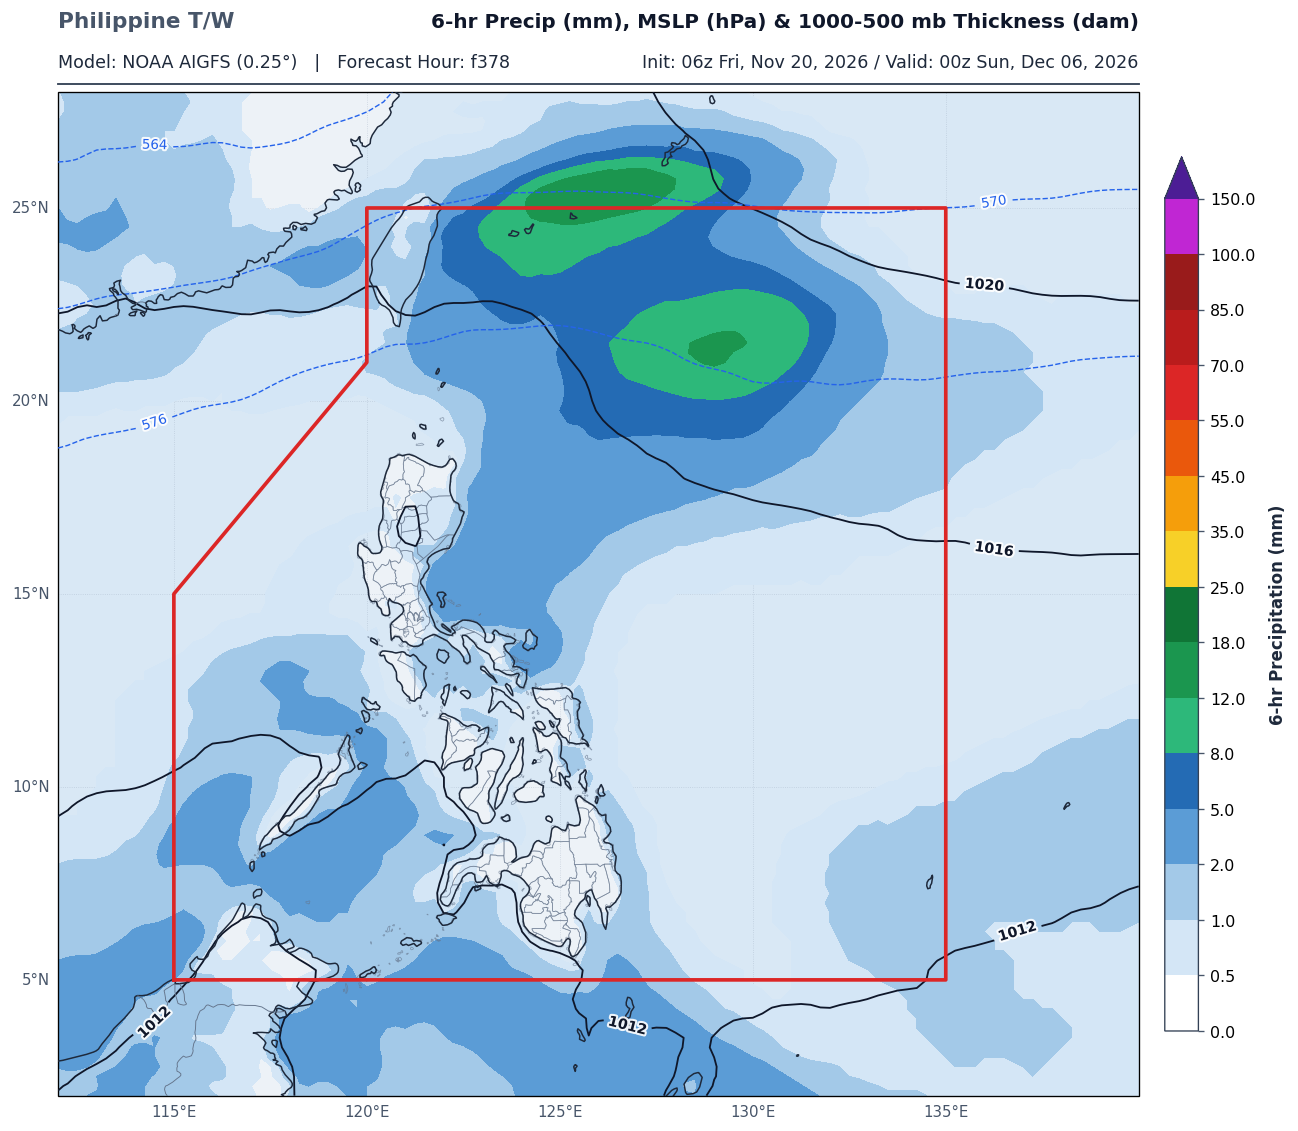 Philippine T/W
6-hr Precip (mm), MSLP (hPa) & 1000-500 mb Thickness (dam)
Model: NOAA AIGFS (0.25°)   |   Forecast Hour: f378
Init: 06z Fri, Nov 20, 2026 / Valid: 00z Sun, Dec 06, 2026
564
570
576
1020
1016
1012
1012
1012
25°N
20°N
15°N
10°N
5°N
115°E
120°E
125°E
130°E
135°E
150.0
100.0
85.0
70.0
55.0
45.0
35.0
25.0
18.0
12.0
8.0
5.0
2.0
1.0
0.5
0.0
6-hr Precipitation (mm)